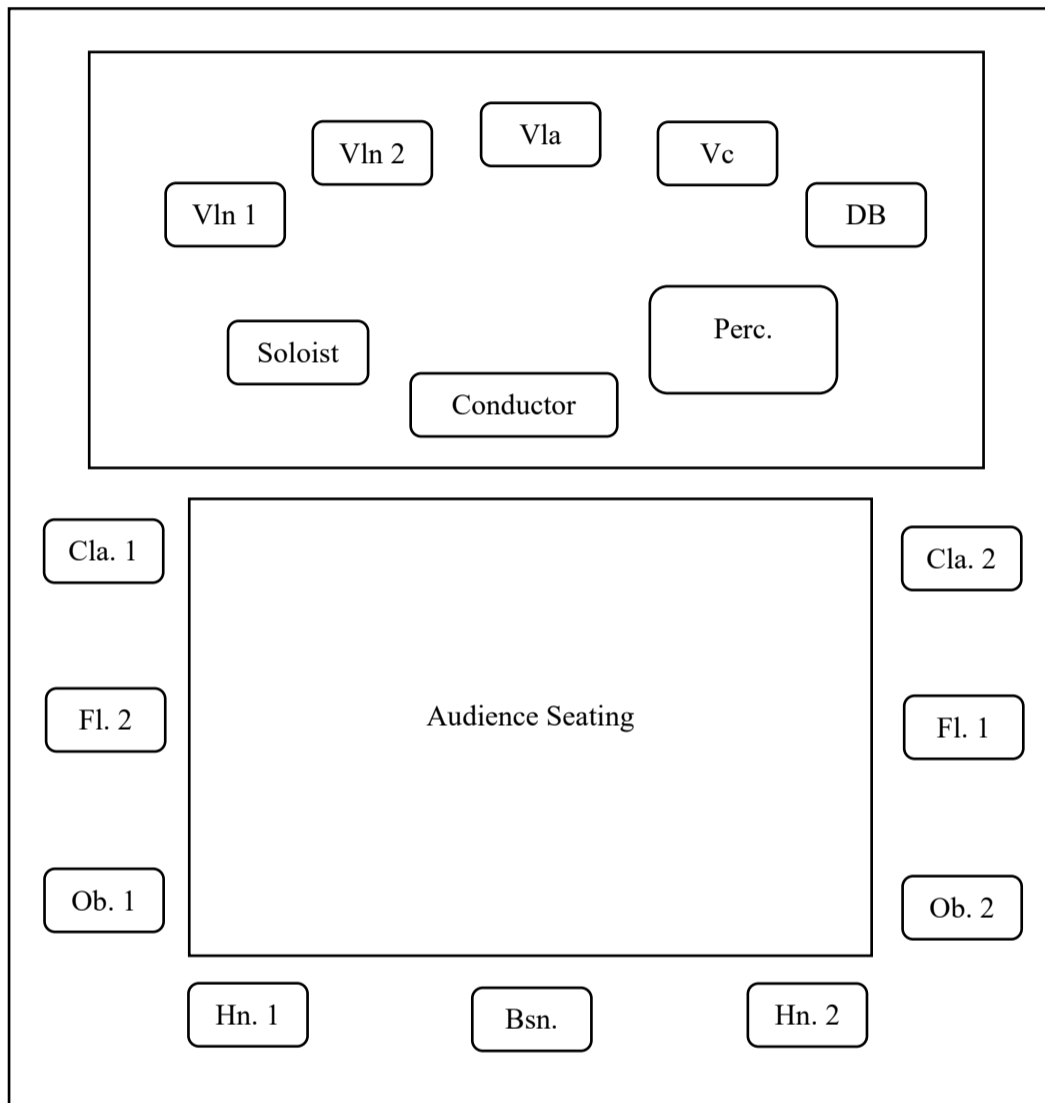 Vla
Vln 2
Vc
Vln 1
DB
Perc.
Soloist
Conductor
Cla. 1
Cla. 2
Fl. 2
Audience Seating
Fl. 1
Ob. 1
Ob. 2
Hn. 1
Bsn.
Hn. 2